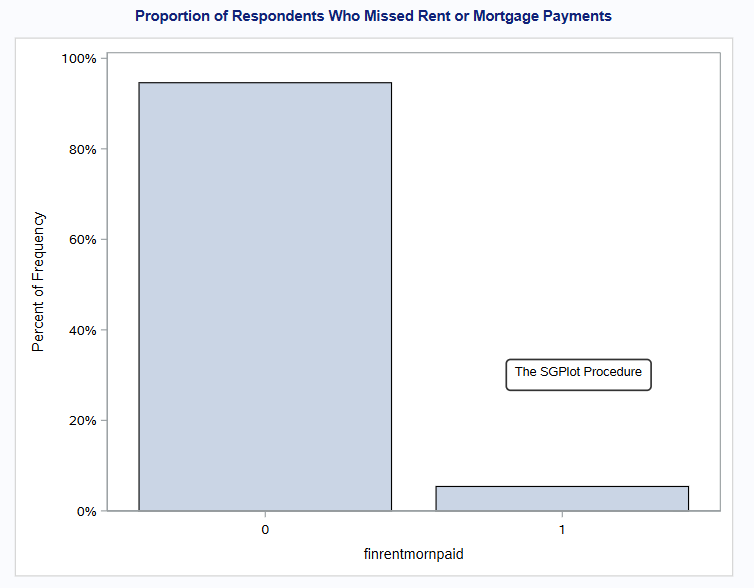 Proportion of Respondents Who Missed Rent or Mortgage Payments
100%
80%
60%
40%
20%
0%
Percent of Frequency
The SGPlot Procedure
0
1
finrentmornpaid